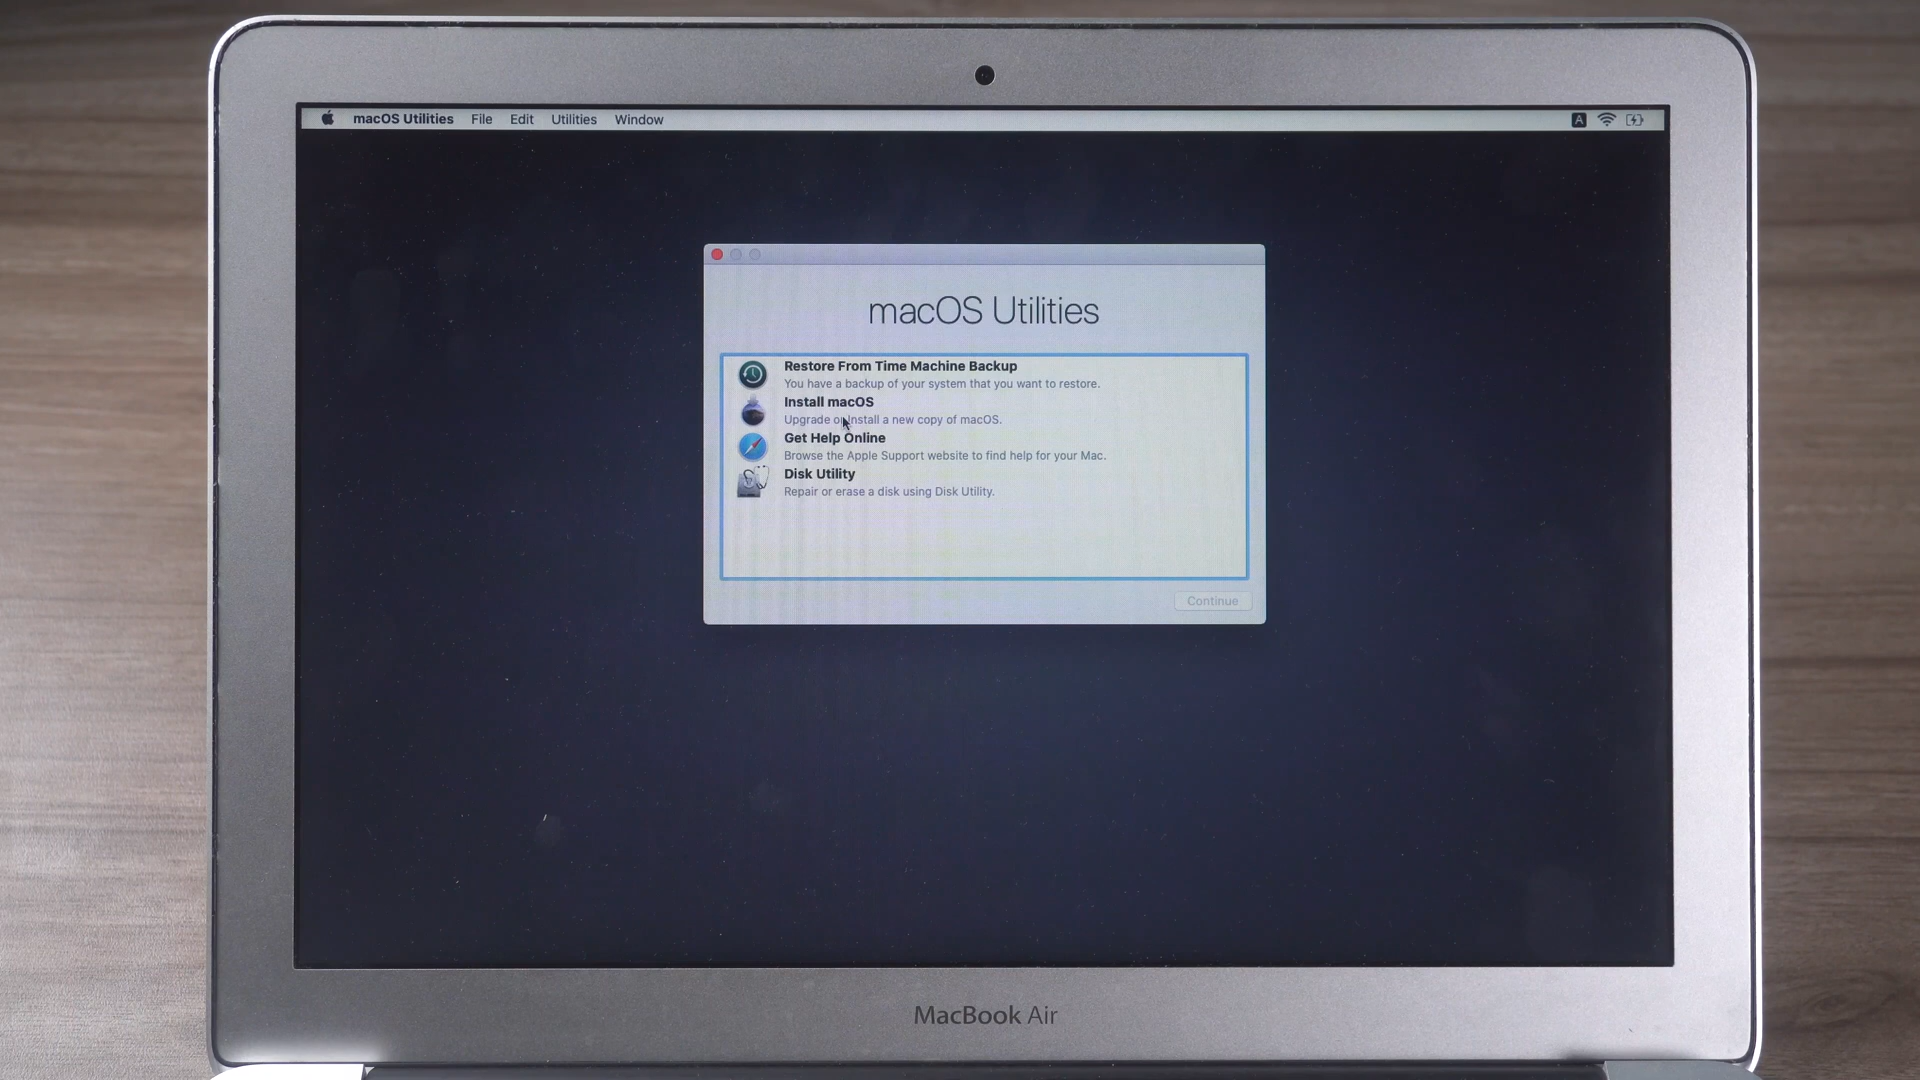 macOS Utilities File Edit Utilities Window A
macOS Utilities
Restore From Time Machine Backup
You have a backup of your system that you want to restore.
Install macOS
Upgrade or install a new copy of macOS.
Get Help Online
Browse the Apple Support website to find help for your Mac.
Disk Utility
Repair or erase a disk using Disk Utility.
Continue
MacBook Air